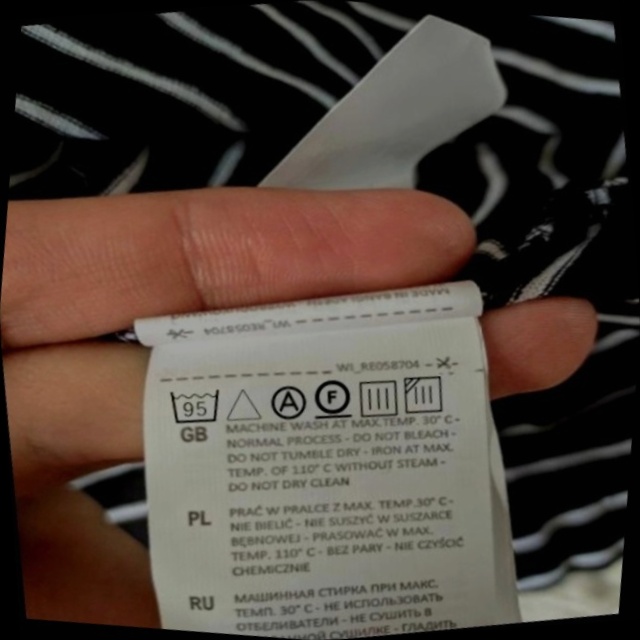 WI_RE058704
WI_RE058704
95 A F
GB MACHINE WASH AT MAX.TEMP. 30° C -
NORMAL PROCESS - DO NOT BLEACH -
DO NOT TUMBLE DRY - IRON AT MAX.
TEMP. OF 110° C WITHOUT STEAM -
DO NOT DRY CLEAN
PL PRAĆ W PRALCE Z MAX. TEMP.30° C -
NIE BIELIĆ - NIE SUSZYĆ W SUSZARCE
BĘBNOWEJ - PRASOWAĆ W MAX.
TEMP. 110° C - BEZ PARY - NIE CZYŚCIĆ
CHEMICZNIE
RU МАШИННАЯ СТИРКА ПРИ МАКС.
ТЕМП. 30° С - НЕ ИСПОЛЬЗОВАТЬ
ОТБЕЛИВАТЕЛИ - НЕ СУШИТЬ В
СУШИЛКЕ - ГЛАДИТЬ